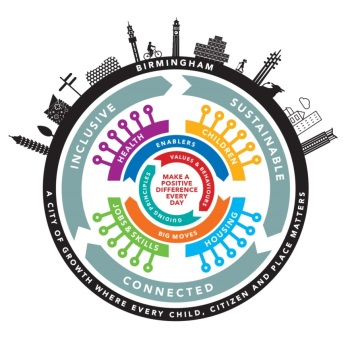 BIRMINGHAM
INCLUSIVE
SUSTAINABLE
CONNECTED
HEALTH
ENABLERS
CHILDREN
VALUES & BEHAVIOURS
GUIDING PRINCIPLES
MAKE A
POSITIVE
DIFFERENCE
EVERY
DAY
JOBS & SKILLS
BIG MOVES
HOUSING
A CITY OF GROWTH WHERE EVERY CHILD, CITIZEN AND PLACE MATTERS